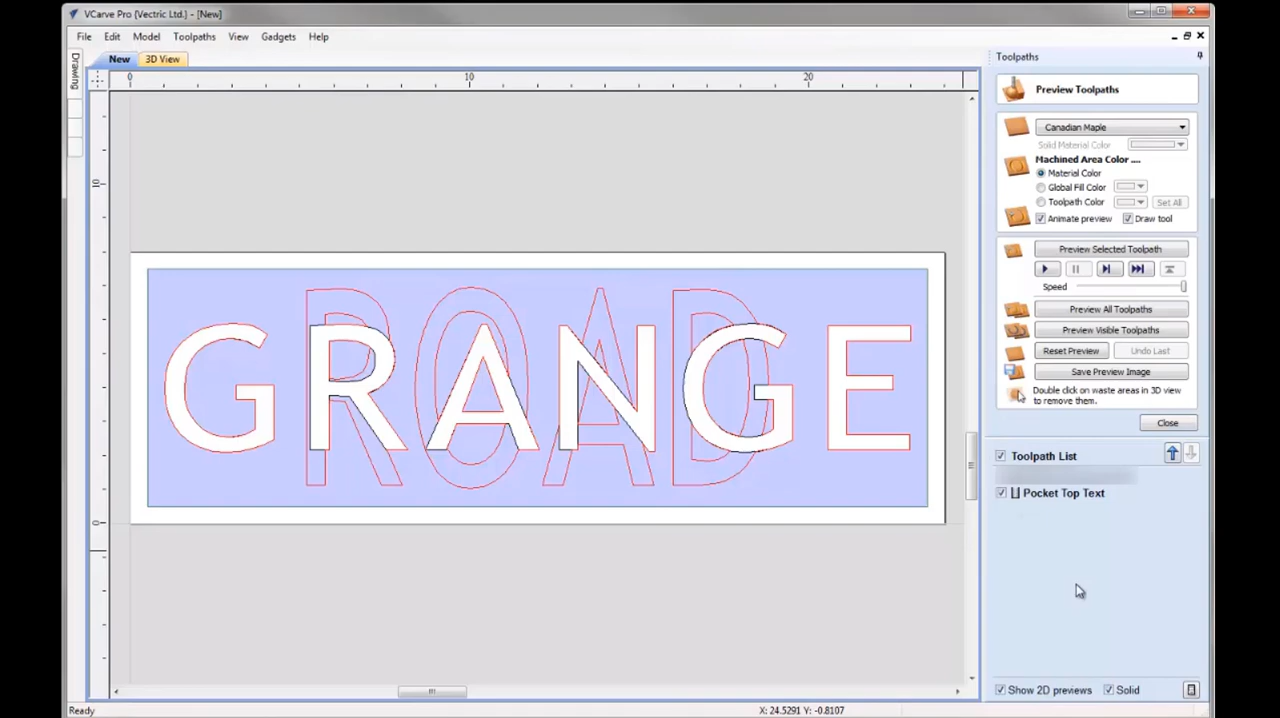 VCarve Pro {Vectric Ltd.} - [New]
File Edit Model Toolpaths View Gadgets Help
Drawing
New 3D View
Toolpaths
0 10 20
Preview Toolpaths
Canadian Maple
Solid Material Color
Machined Area Color ....
Material Color
Global Fill Color
Toolpath Color Set All
Animate preview Draw tool
10
Preview Selected Toolpath
Speed
Preview All Toolpaths
Preview Visible Toolpaths
Reset Preview Undo Last
Save Preview Image
Double click on waste areas in 3D view
to remove them.
Close
ROAD
GRANGE
Toolpath List
Pocket Top Text
0
Show 2D previews Solid
Ready X: 24.5291 Y: -0.8107